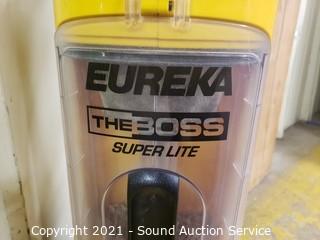 EUREKA
THE BOSS
SUPER LITE
Copyright 2021 - Sound Auction Service